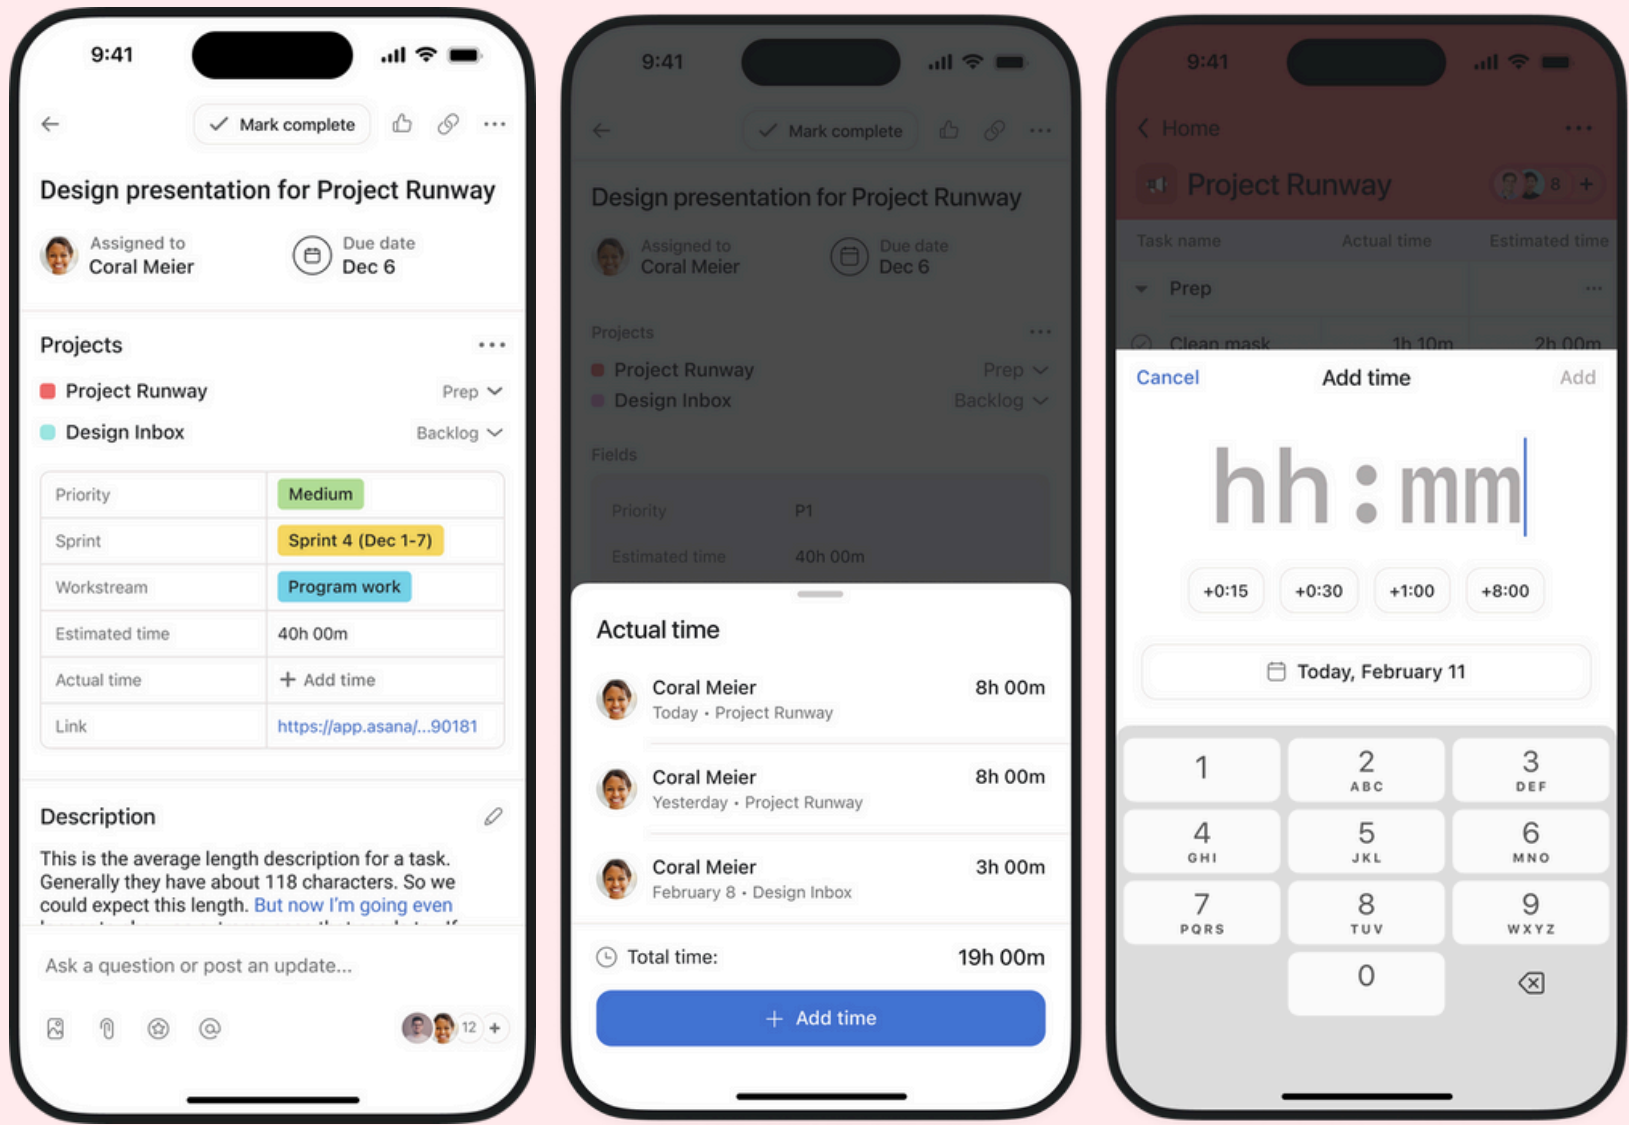 9:41
Mark complete
Design presentation for Project Runway
Assigned to
Coral Meier
Due date
Dec 6
Projects
Project Runway
Prep
Design Inbox
Backlog
Priority
Medium
Sprint
Sprint 4 (Dec 1-7)
Workstream
Program work
Estimated time
40h 00m
Actual time
+ Add time
Link
https://app.asana/...90181
Description
This is the average length description for a task.
Generally they have about 118 characters. So we
could expect this length. But now I'm going even
Ask a question or post an update...
12 +
9:41
Mark complete
Design presentation for Project Runway
Assigned to
Coral Meier
Due date
Dec 6
Projects
Project Runway
Prep
Design Inbox
Backlog
Fields
Priority
P1
Estimated time
40h 00m
Actual time
Coral Meier
8h 00m
Today • Project Runway
Coral Meier
8h 00m
Yesterday • Project Runway
Coral Meier
3h 00m
February 8 • Design Inbox
Total time:
19h 00m
+ Add time
9:41
Home
Project Runway
8 +
Task name
Actual time
Estimated time
Prep
Clean mask
1h 10m
2h 00m
Cancel
Add time
Add
hh:mm
+0:15
+0:30
+1:00
+8:00
Today, February 11
1
2
ABC
3
DEF
4
GHI
5
JKL
6
MNO
7
PQRS
8
TUV
9
WXYZ
0